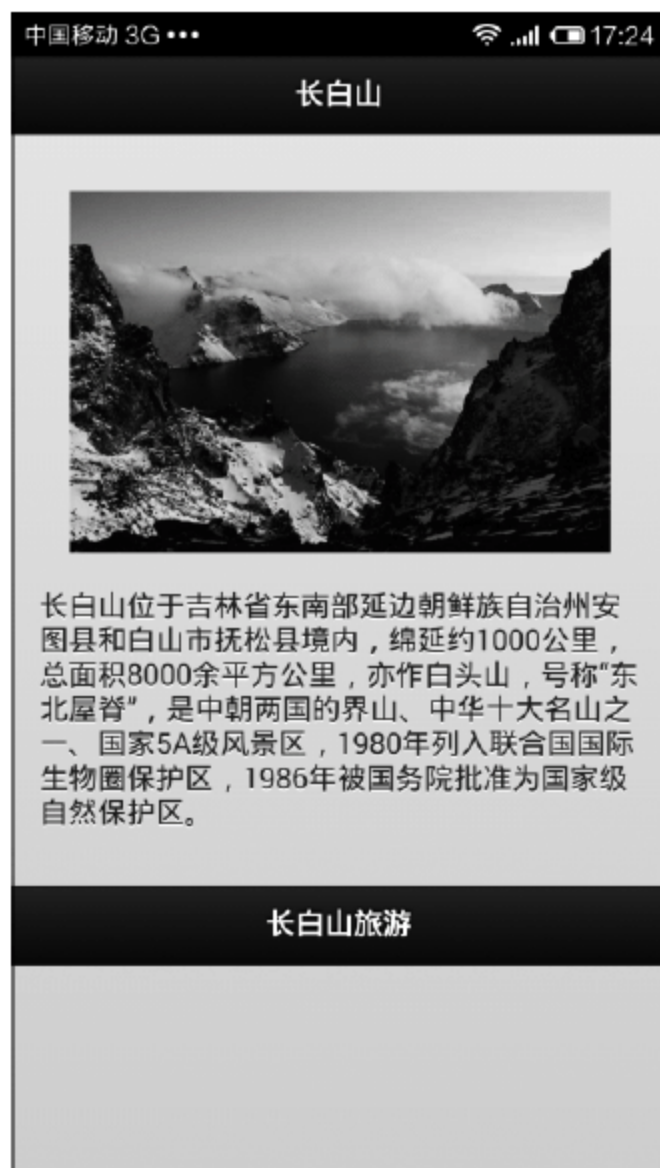 中国移动 3G ••• 17:24
长白山
长白山位于吉林省东南部延边朝鲜族自治州安
图县和白山市抚松县境内，绵延约1000公里，
总面积8000余平方公里，亦作白头山，号称“东
北屋脊”，是中朝两国的界山、中华十大名山之
一、国家5A级风景区，1980年列入联合国国际
生物圈保护区，1986年被国务院批准为国家级
自然保护区。
长白山旅游